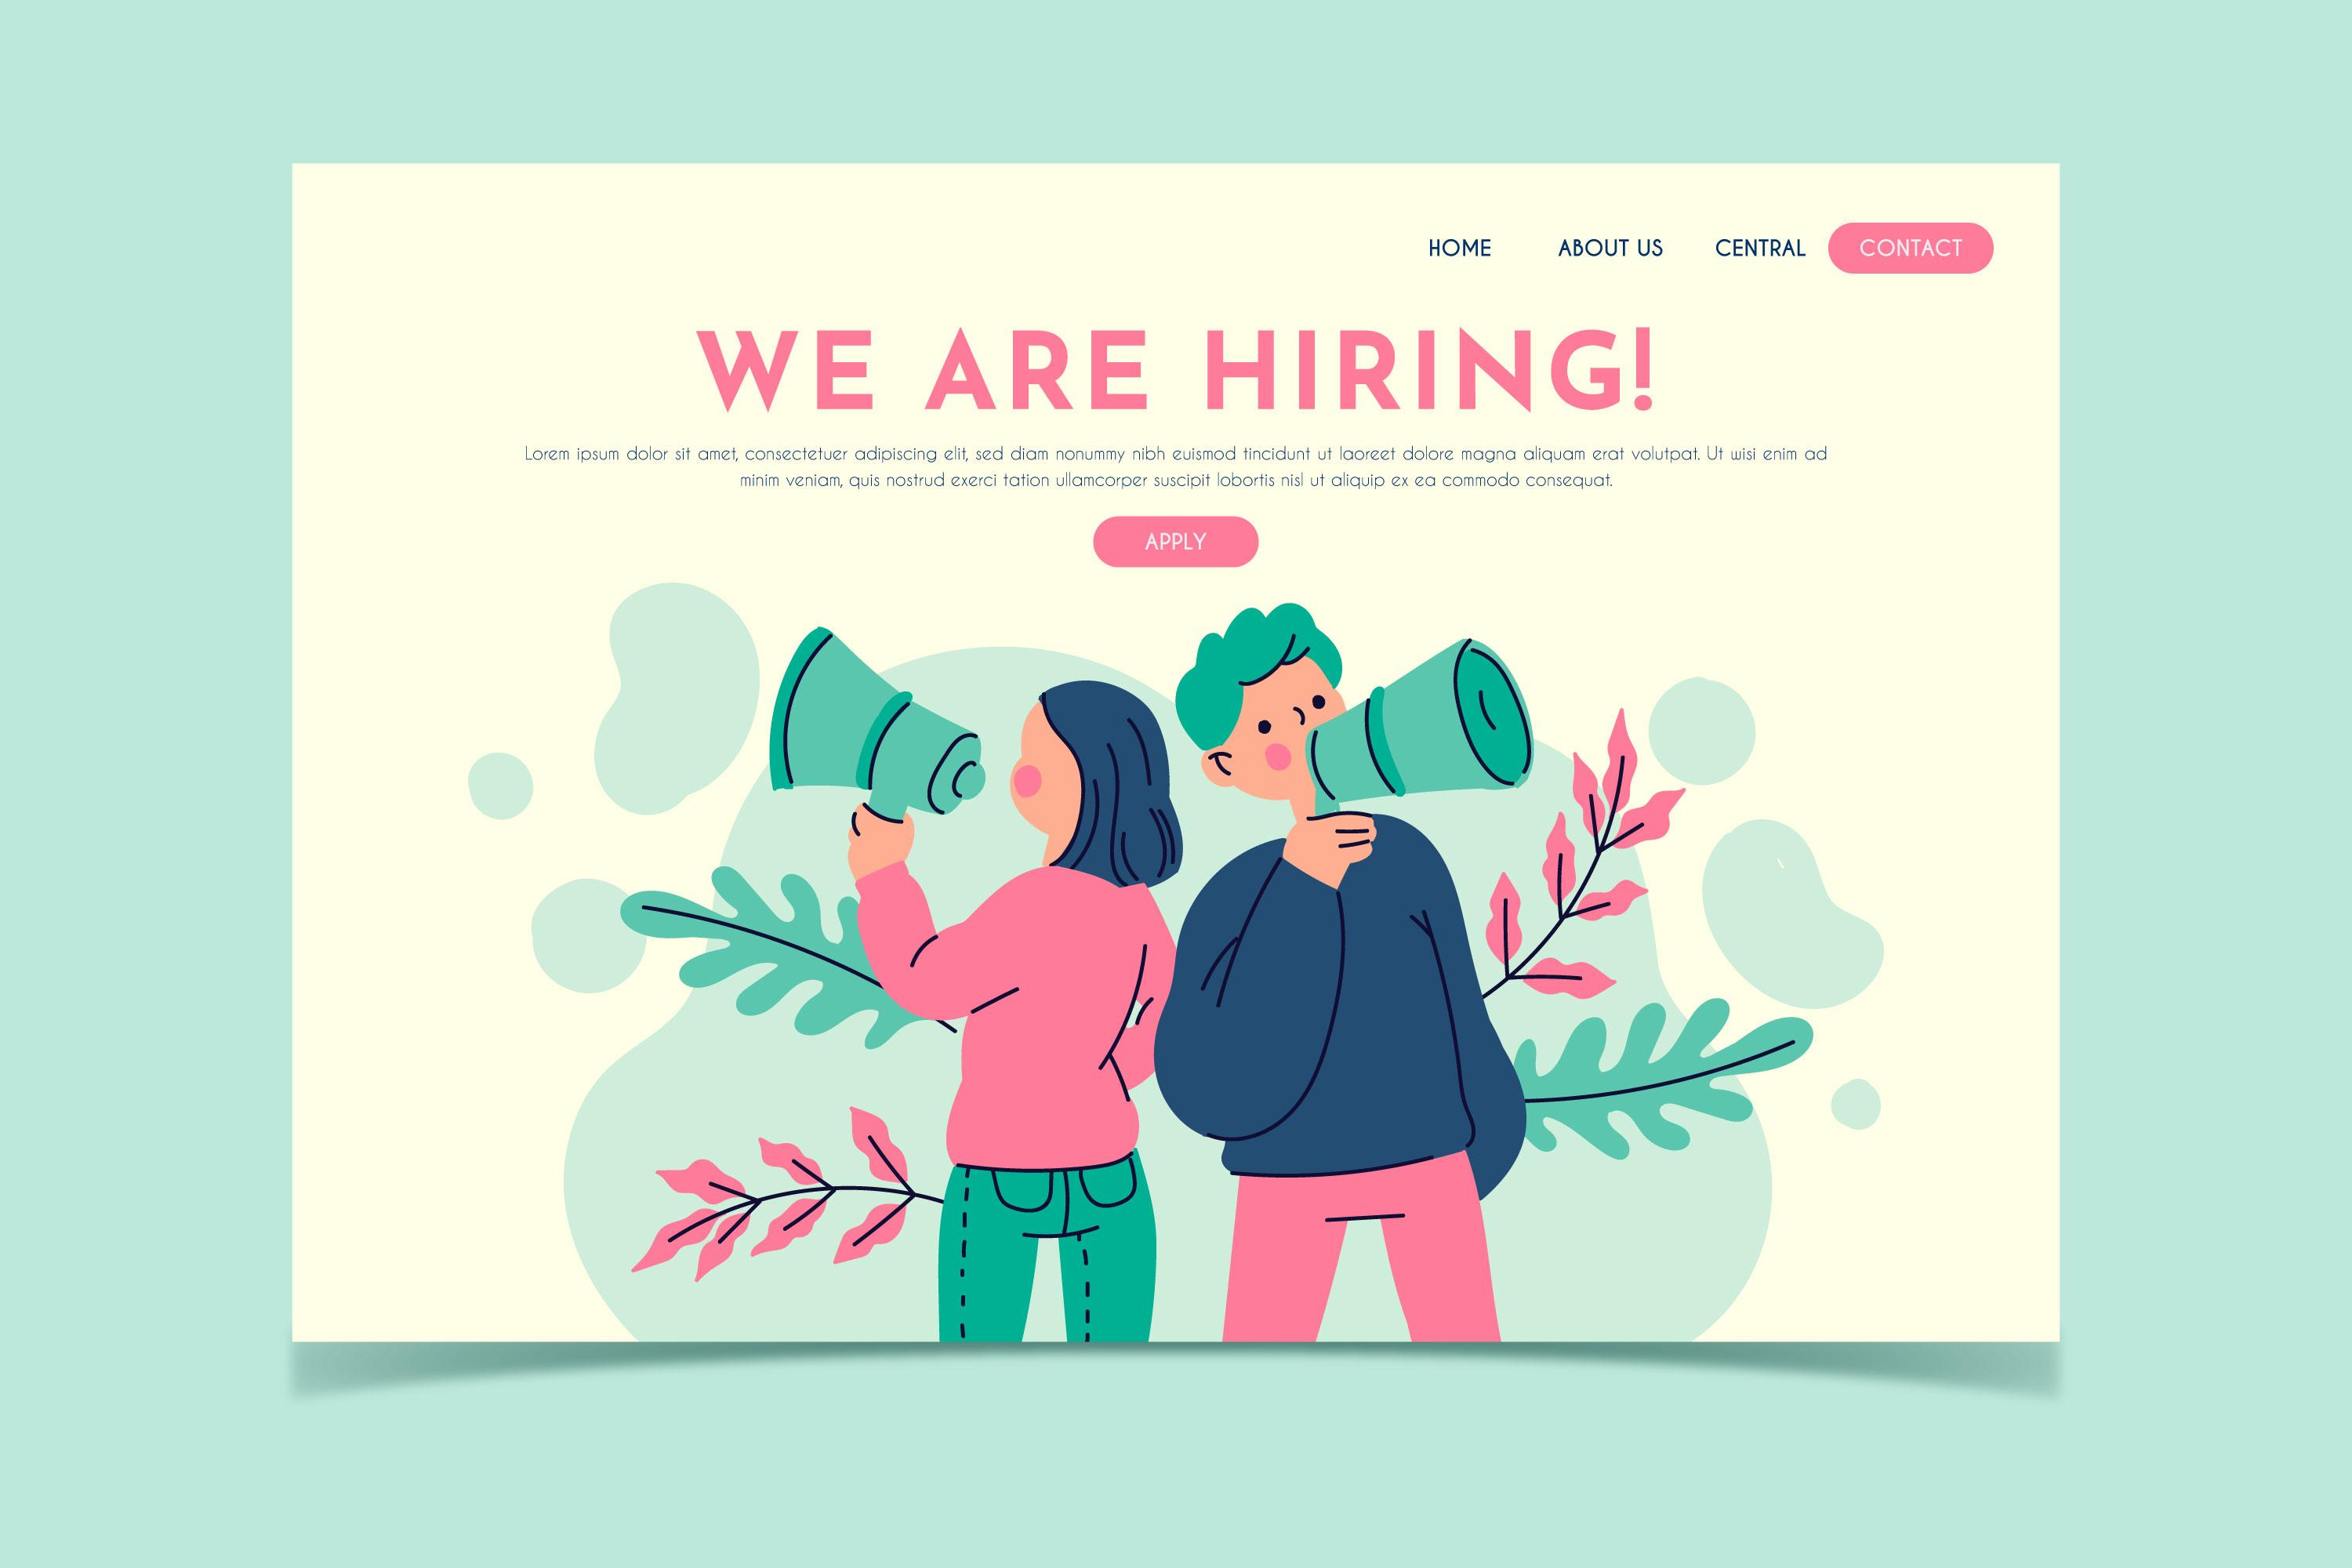 HOME ABOUT US CENTRAL CONTACT
WE ARE HIRING!
Lorem ipsum dolor sit amet, consectetuer adipiscing elit, sed diam nonummy nibh euismod tincidunt ut laoreet dolore magna aliquam erat volutpat. Ut wisi enim ad
minim veniam, quis nostrud exerci tation ullamcorper suscipit lobortis nisl ut aliquip ex ea commodo consequat.
APPLY